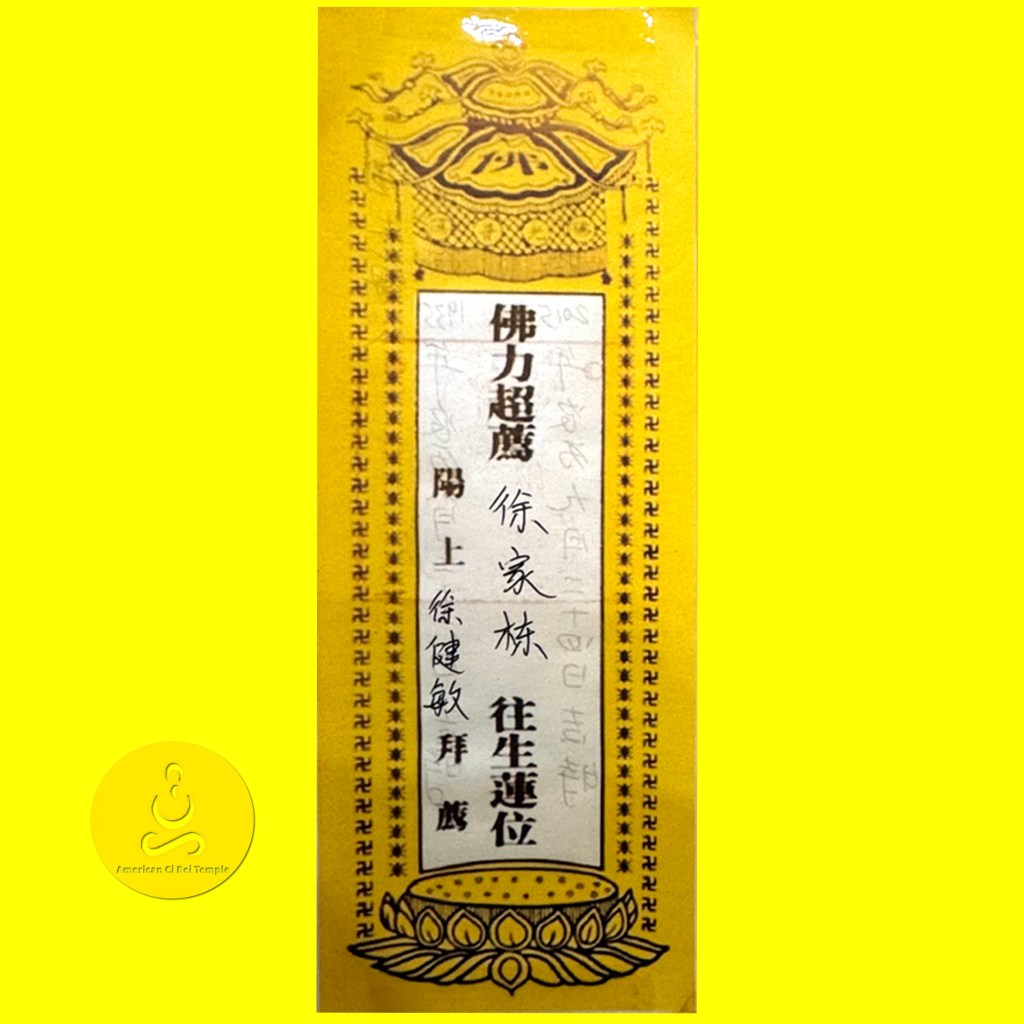 佛
佛力超薦 徐家栋 往生蓮位
陽上 徐健敏 拜薦
American Ci Bei Temple